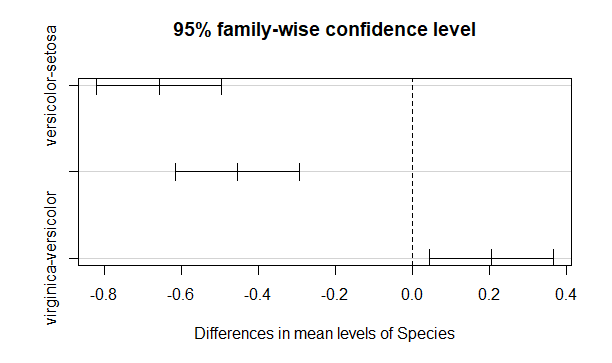 95% family-wise confidence level
versicolor-setosa
virginica-versicolor
-0.8 -0.6 -0.4 -0.2 0.0 0.2 0.4
Differences in mean levels of Species